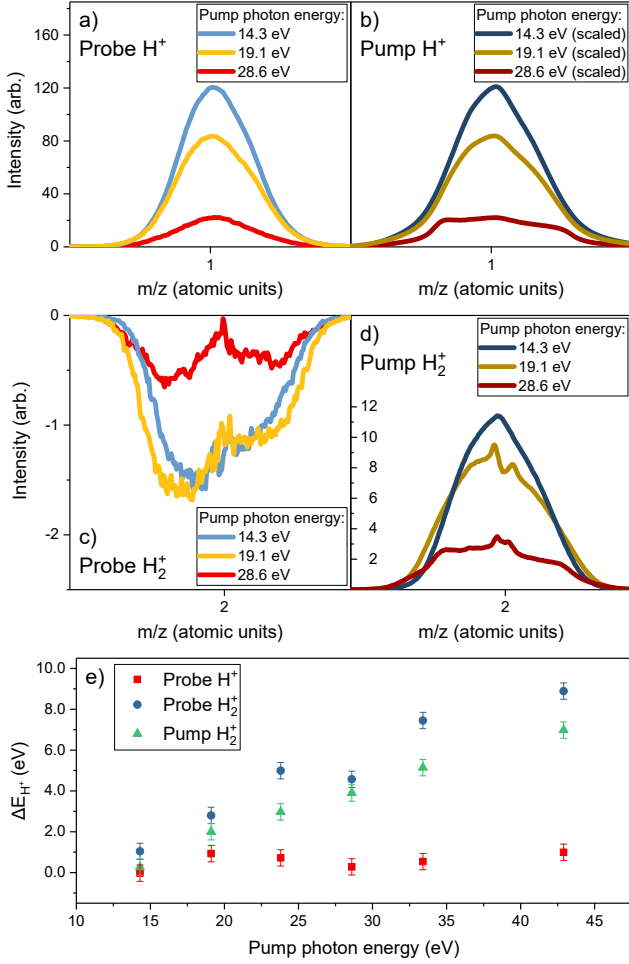 a)
Probe H⁺
Pump photon energy:
14.3 eV
19.1 eV
28.6 eV
Intensity (arb.)
160
120
80
40
0
1
m/z (atomic units)
b)
Pump H⁺
Pump photon energy:
14.3 eV (scaled)
19.1 eV (scaled)
28.6 eV (scaled)
1
m/z (atomic units)
0
-1
-2
Intensity (arb.)
c)
Probe H₂⁺
Pump photon energy:
14.3 eV
19.1 eV
28.6 eV
2
m/z (atomic units)
d)
Pump H₂⁺
Pump photon energy:
14.3 eV
19.1 eV
28.6 eV
12
10
8
6
4
2
2
m/z (atomic units)
e)
Probe H⁺
Probe H₂⁺
Pump H₂⁺
ΔE_H⁺ (eV)
10.0
8.0
6.0
4.0
2.0
0.0
10 15 20 25 30 35 40 45
Pump photon energy (eV)